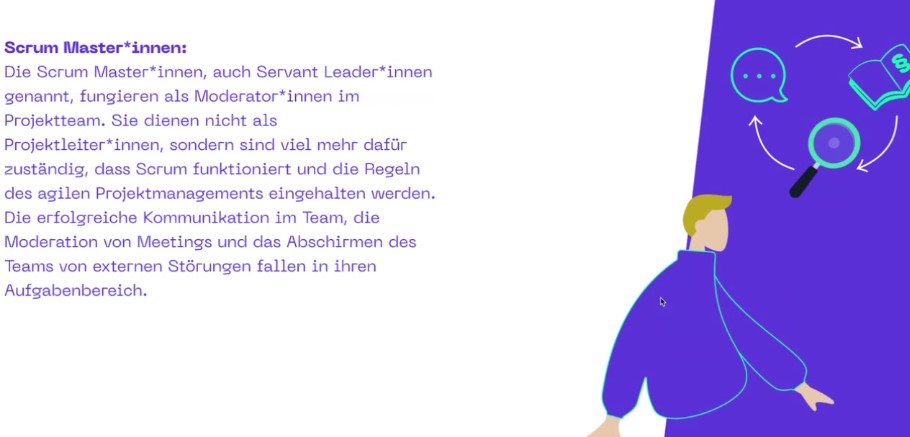 Scrum Master*innen:
Die Scrum Master*innen, auch Servant Leader*innen
genannt, fungieren als Moderator*innen im
Projektteam. Sie dienen nicht als
Projektleiter*innen, sondern sind viel mehr dafür
zuständig, dass Scrum funktioniert und die Regeln
des agilen Projektmanagements eingehalten werden.
Die erfolgreiche Kommunikation im Team, die
Moderation von Meetings und das Abschirmen des
Teams von externen Störungen fallen in ihren
Aufgabenbereich.
§